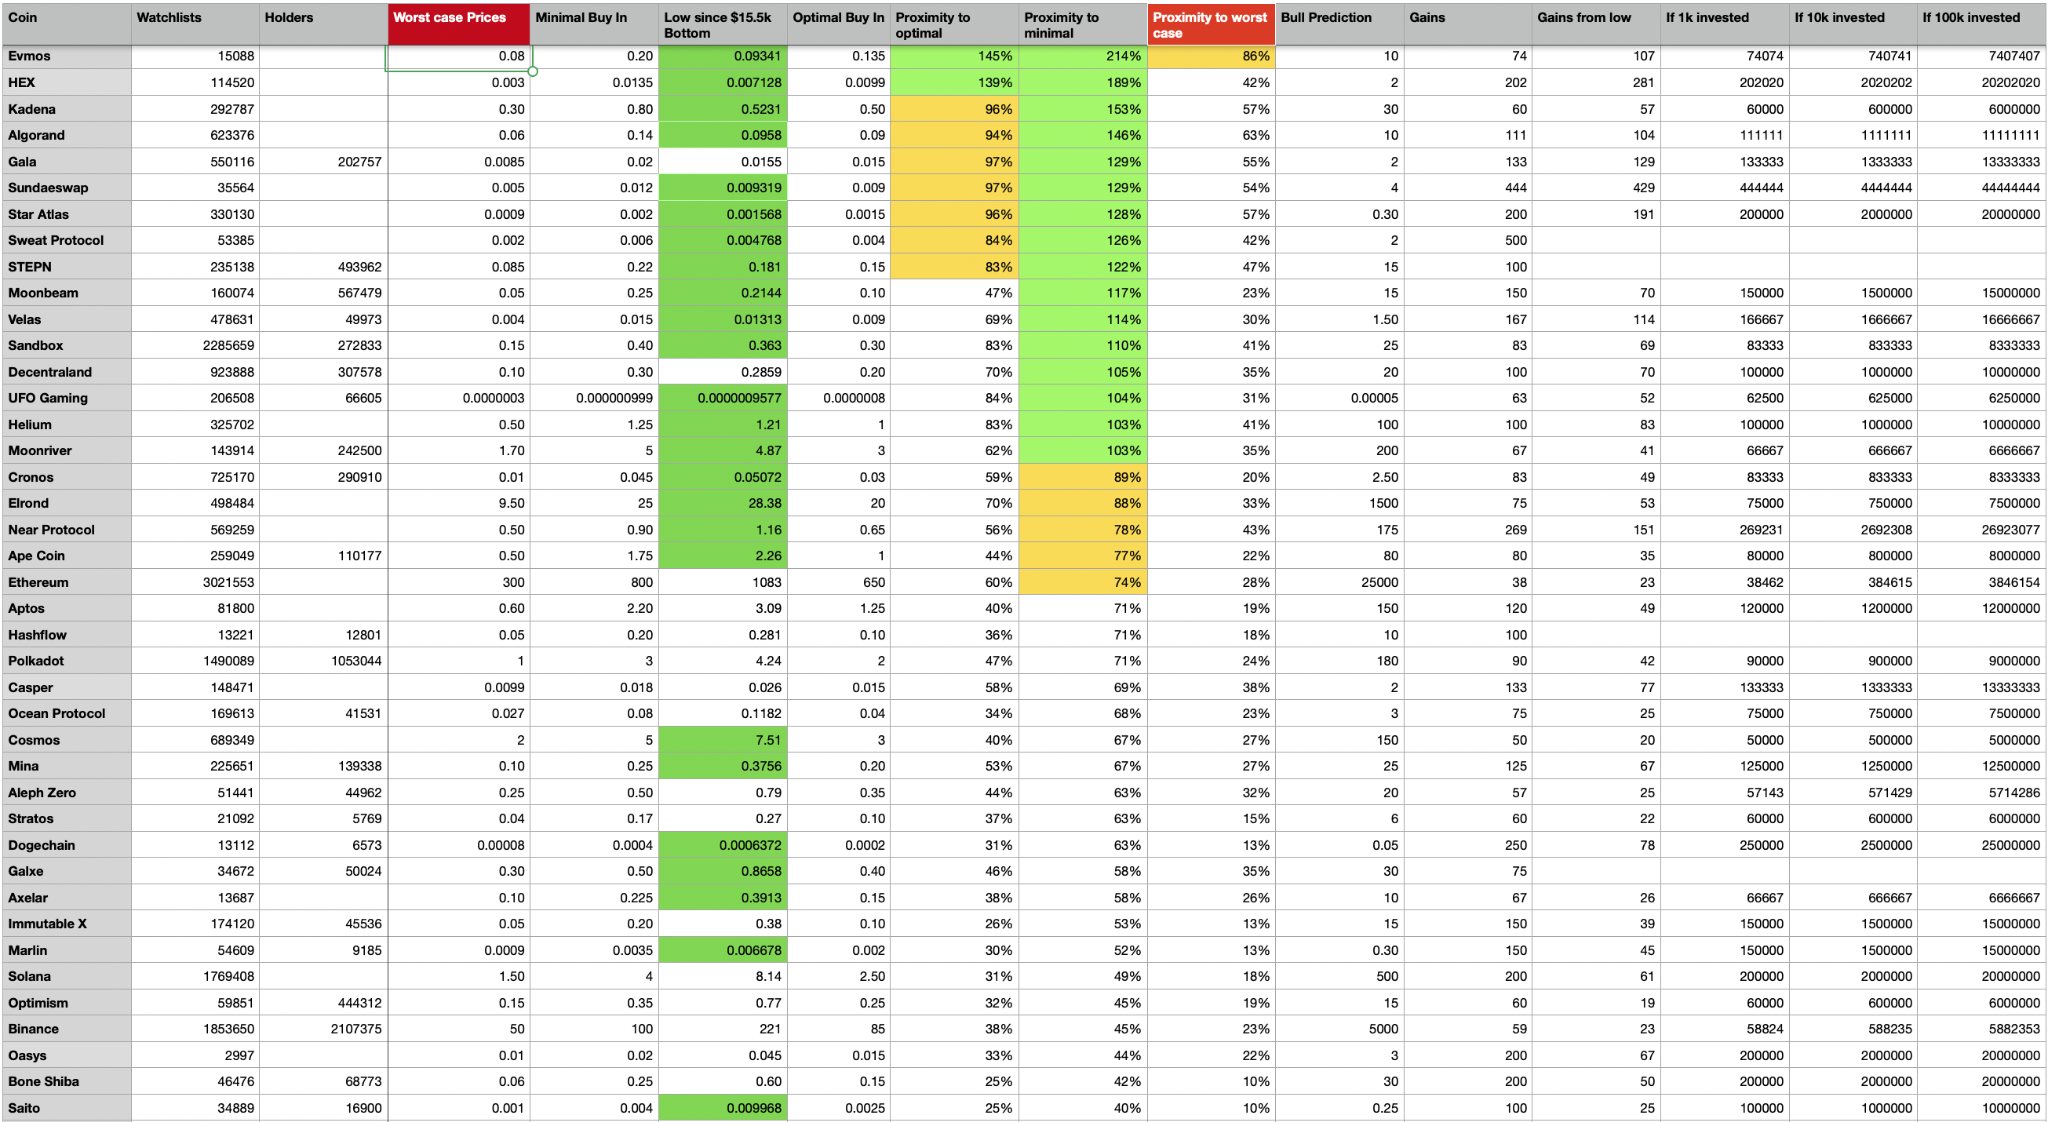 Coin Watchlists Holders Worst case Prices Minimal Buy In Low since $15.5k Bottom Optimal Buy In Proximity to optimal Proximity to minimal Proximity to worst case Bull Prediction Gains Gains from low If 1k invested If 10k invested If 100k invested
Evmos 15088 0.08 0.20 0.09341 0.135 145% 214% 86% 10 74 107 74074 740741 7407407
HEX 114520 0.003 0.0135 0.007128 0.0099 139% 189% 42% 2 202 281 202020 2020202 20202020
Kadena 292787 0.30 0.80 0.5231 0.50 96% 153% 57% 30 60 57 60000 600000 6000000
Algorand 623376 0.06 0.14 0.0958 0.09 94% 146% 63% 10 111 104 111111 1111111 11111111
Gala 550116 202757 0.0085 0.02 0.0155 0.015 97% 129% 55% 2 133 129 133333 1333333 13333333
Sundaeswap 35564 0.005 0.012 0.009319 0.009 97% 129% 54% 4 444 429 444444 4444444 44444444
Star Atlas 330130 0.0009 0.002 0.001568 0.0015 96% 128% 57% 0.30 200 191 200000 2000000 20000000
Sweat Protocol 53385 0.002 0.006 0.004768 0.004 84% 126% 42% 2 500
STEPN 235138 493962 0.085 0.22 0.181 0.15 83% 122% 47% 15 100
Moonbeam 160074 567479 0.05 0.25 0.2144 0.10 47% 117% 23% 15 150 70 150000 1500000 15000000
Velas 478631 49973 0.004 0.015 0.01313 0.009 69% 114% 30% 1.50 167 114 166667 1666667 16666667
Sandbox 2285659 272833 0.15 0.40 0.363 0.30 83% 110% 41% 25 83 69 83333 833333 8333333
Decentraland 923888 307578 0.10 0.30 0.2859 0.20 70% 105% 35% 20 100 70 100000 1000000 10000000
UFO Gaming 206508 66605 0.0000003 0.000000999 0.0000009577 0.0000008 84% 104% 31% 0.00005 63 52 62500 625000 6250000
Helium 325702 0.50 1.25 1.21 1 83% 103% 41% 100 100 83 100000 1000000 10000000
Moonriver 143914 242500 1.70 5 4.87 3 62% 103% 35% 200 67 41 66667 666667 6666667
Cronos 725170 290910 0.01 0.045 0.05072 0.03 59% 89% 20% 2.50 83 49 83333 833333 8333333
Elrond 498484 9.50 25 28.38 20 70% 88% 33% 1500 75 53 75000 750000 7500000
Near Protocol 569259 0.50 0.90 1.16 0.65 56% 78% 43% 175 269 151 269231 2692308 26923077
Ape Coin 259049 110177 0.50 1.75 2.26 1 44% 77% 22% 80 80 35 80000 800000 8000000
Ethereum 3021553 300 800 1083 650 60% 74% 28% 25000 38 23 38462 384615 3846154
Aptos 81800 0.60 2.20 3.09 1.25 40% 71% 19% 150 120 49 120000 1200000 12000000
Hashflow 13221 12801 0.05 0.20 0.281 0.10 36% 71% 18% 10 100
Polkadot 1490089 1053044 1 3 4.24 2 47% 71% 24% 180 90 42 90000 900000 9000000
Casper 148471 0.0099 0.018 0.026 0.015 58% 69% 38% 2 133 77 133333 1333333 13333333
Ocean Protocol 169613 41531 0.027 0.08 0.1182 0.04 34% 68% 23% 3 75 25 75000 750000 7500000
Cosmos 689349 2 5 7.51 3 40% 67% 27% 150 50 20 50000 500000 5000000
Mina 225651 139338 0.10 0.25 0.3756 0.20 53% 67% 27% 25 125 67 125000 1250000 12500000
Aleph Zero 51441 44962 0.25 0.50 0.79 0.35 44% 63% 32% 20 57 25 57143 571429 5714286
Stratos 21092 5769 0.04 0.17 0.27 0.10 37% 63% 15% 6 60 22 60000 600000 6000000
Dogechain 13112 6573 0.00008 0.0004 0.0006372 0.0002 31% 63% 13% 0.05 250 78 250000 2500000 25000000
Galxe 34672 50024 0.30 0.50 0.8658 0.40 46% 58% 35% 30 75
Axelar 13687 0.10 0.225 0.3913 0.15 38% 58% 26% 10 67 26 66667 666667 6666667
Immutable X 174120 45536 0.05 0.20 0.38 0.10 26% 53% 13% 15 150 39 150000 1500000 15000000
Marlin 54609 9185 0.0009 0.0035 0.006678 0.002 30% 52% 13% 0.30 150 45 150000 1500000 15000000
Solana 1769408 1.50 4 8.14 2.50 31% 49% 18% 500 200 61 200000 2000000 20000000
Optimism 59851 444312 0.15 0.35 0.77 0.25 32% 45% 19% 15 60 19 60000 600000 6000000
Binance 1853650 2107375 50 100 221 85 38% 45% 23% 5000 59 23 58824 588235 5882353
Oasys 2997 0.01 0.02 0.045 0.015 33% 44% 22% 3 200 67 200000 2000000 20000000
Bone Shiba 46476 68773 0.06 0.25 0.60 0.15 25% 42% 10% 30 200 50 200000 2000000 20000000
Saito 34889 16900 0.001 0.004 0.009968 0.0025 25% 40% 10% 0.25 100 25 100000 1000000 10000000